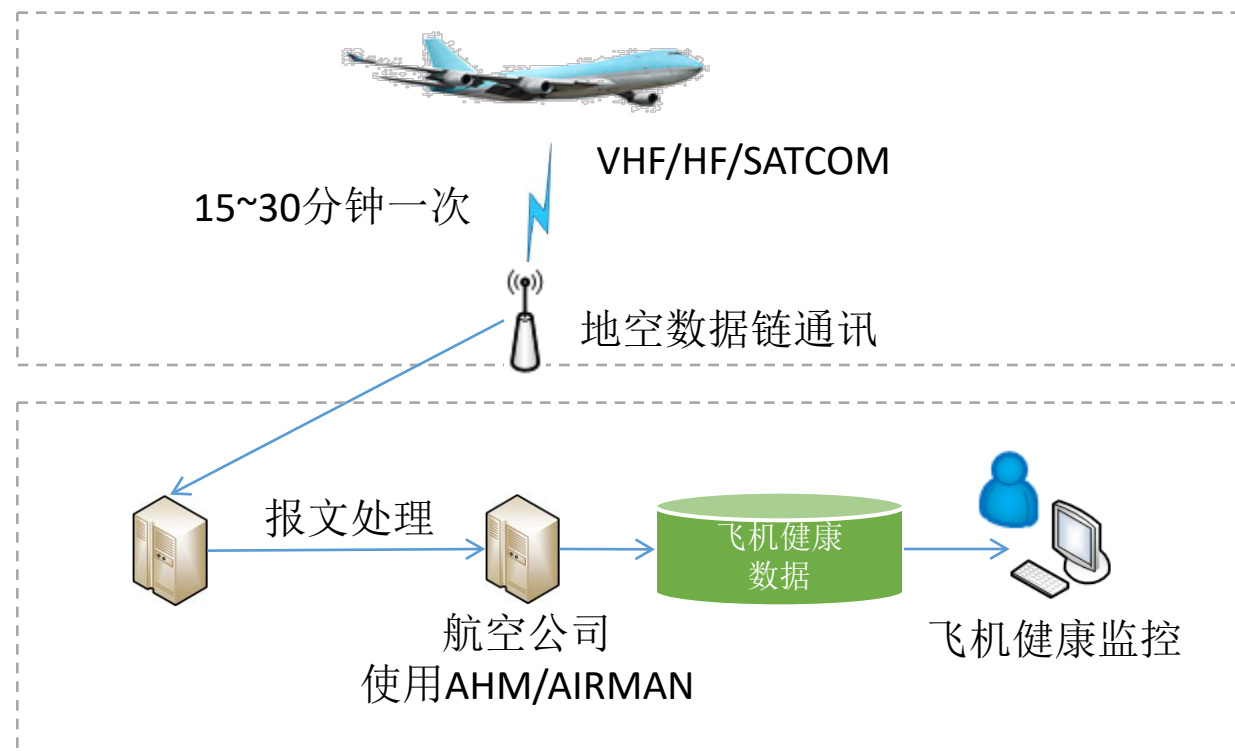 VHF/HF/SATCOM
15~30分钟一次
地空数据链通讯
报文处理
飞机健康
数据
航空公司
使用AHM/AIRMAN
飞机健康监控